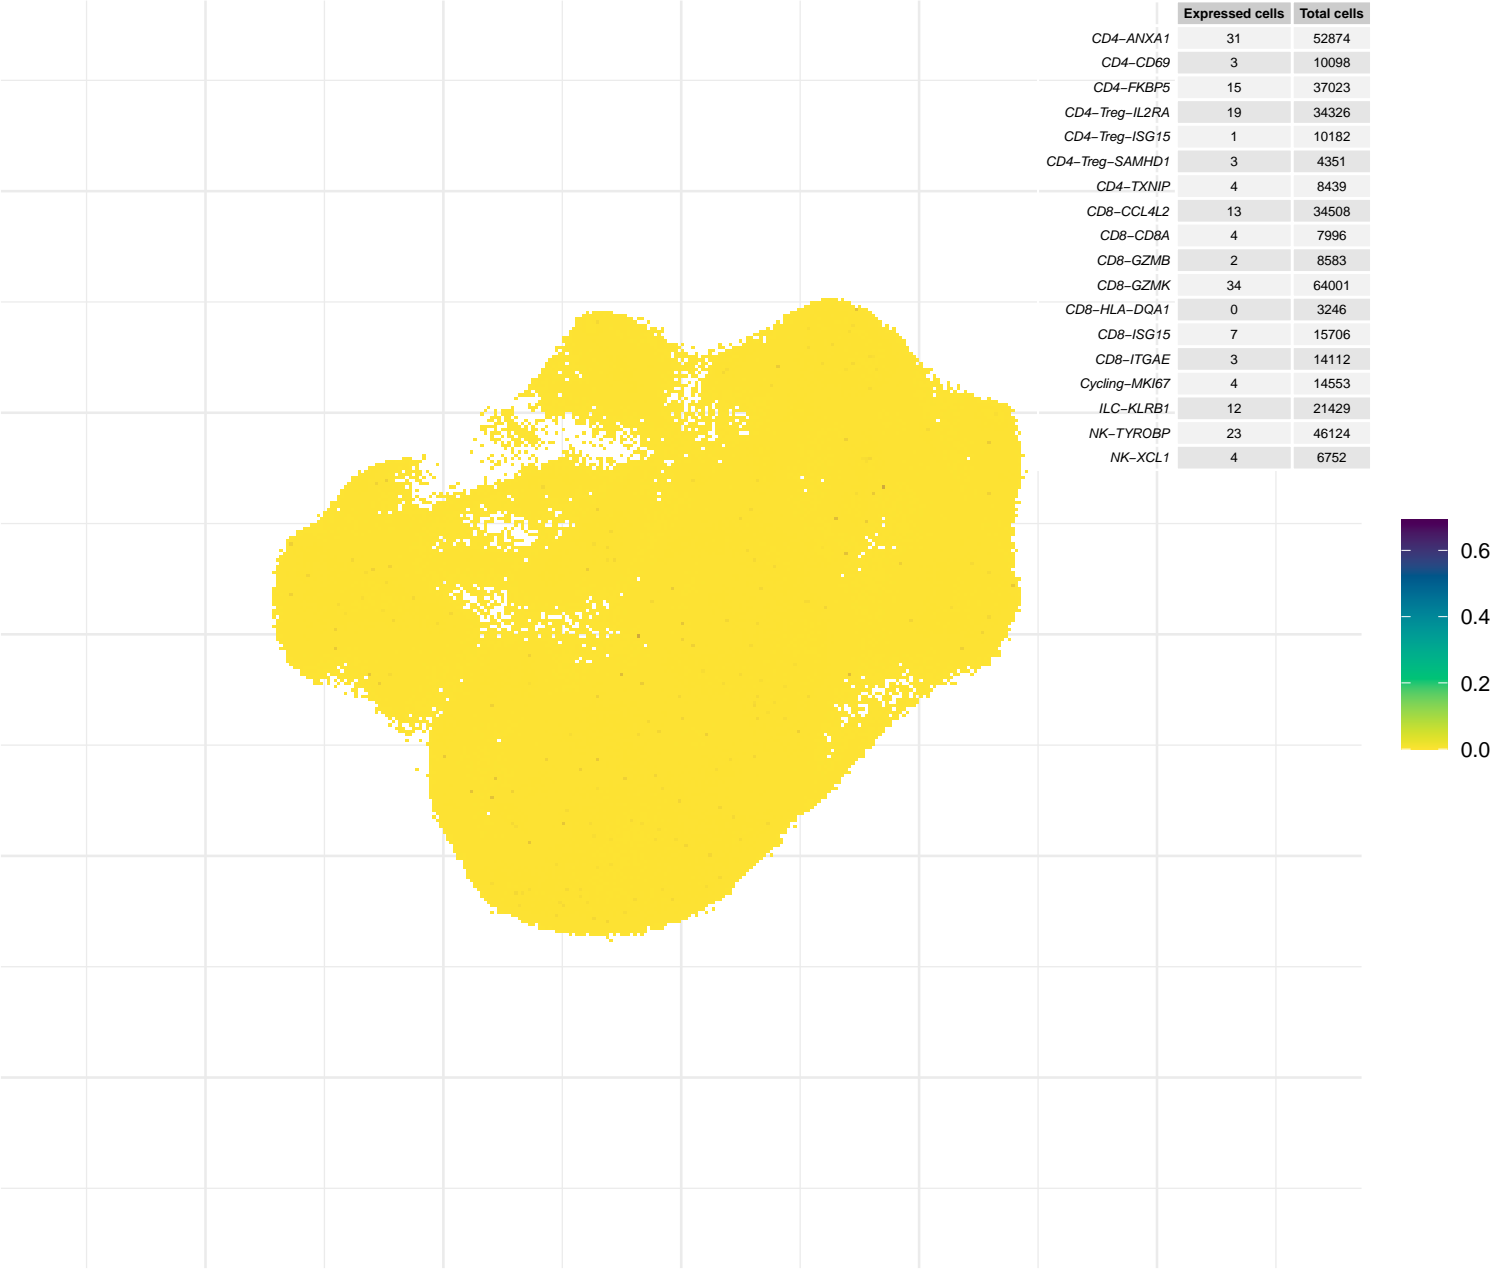 Expressed cells Total cells
CD4−ANXA1 31 52874
CD4−CD69 3 10098
CD4−FKBP5 15 37023
CD4−Treg−IL2RA 19 34326
CD4−Treg−ISG15 1 10182
CD4−Treg−SAMHD1 3 4351
CD4−TXNIP 4 8439
CD8−CCL4L2 13 34508
CD8−CD8A 4 7996
CD8−GZMB 2 8583
CD8−GZMK 34 64001
CD8−HLA−DQA1 0 3246
CD8−ISG15 7 15706
CD8−ITGAE 3 14112
Cycling−MKI67 4 14553
ILC−KLRB1 12 21429
NK−TYROBP 23 46124
NK−XCL1 4 6752
0.6
0.4
0.2
0.0